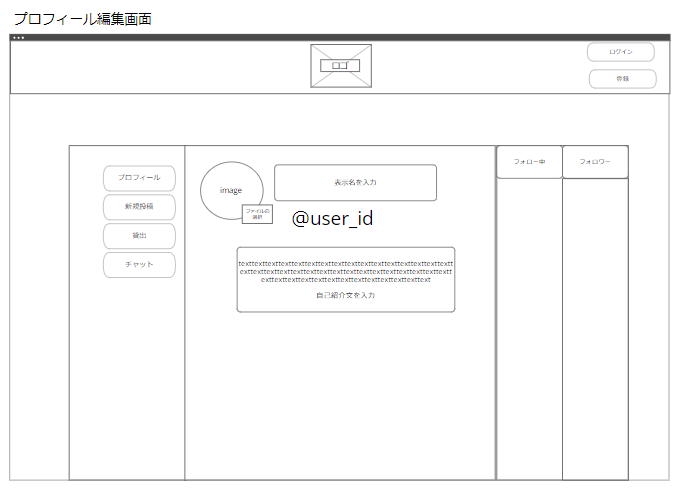 プロフィール編集画面
ロゴ
ログイン
登録
プロフィール
新規投稿
貸出
チャット
image
ファイルの
選択
表示名を入力
@user_id
texttexttexttexttexttexttexttexttexttexttexttexttexttexttexttextt
exttexttexttexttexttexttexttexttexttexttexttexttexttexttexttextt
exttexttexttexttexttexttexttexttexttexttexttexttext
自己紹介文を入力
フォロー中
フォロワー